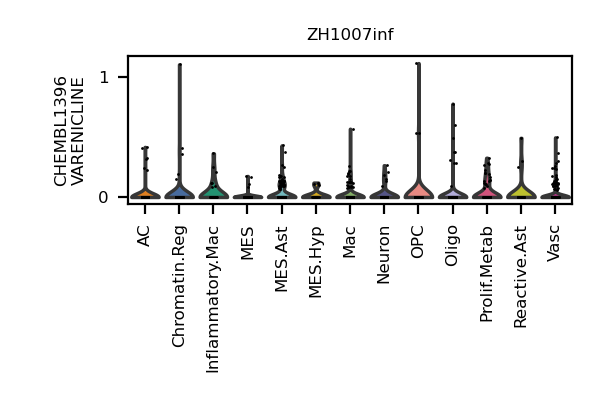 ZH1007inf
CHEMBL1396
VARENICLINE
1
0
AC
Chromatin.Reg
Inflammatory.Mac
MES
MES.Ast
MES.Hyp
Mac
Neuron
OPC
Oligo
Prolif.Metab
Reactive.Ast
Vasc